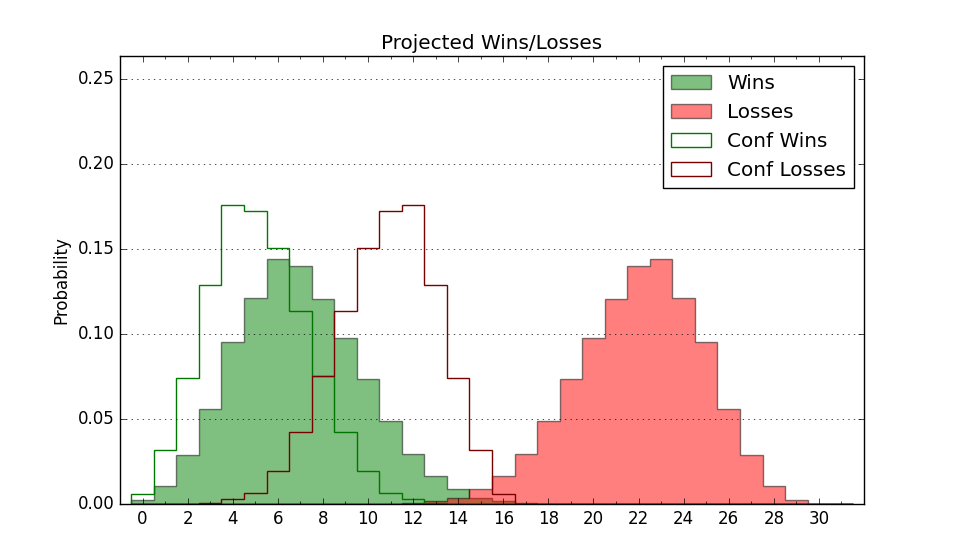 Projected Wins/Losses
Probability
0.25
0.20
0.15
0.10
0.05
0.00
Wins
Losses
Conf Wins
Conf Losses
0 2 4 6 8 10 12 14 16 18 20 22 24 26 28 30